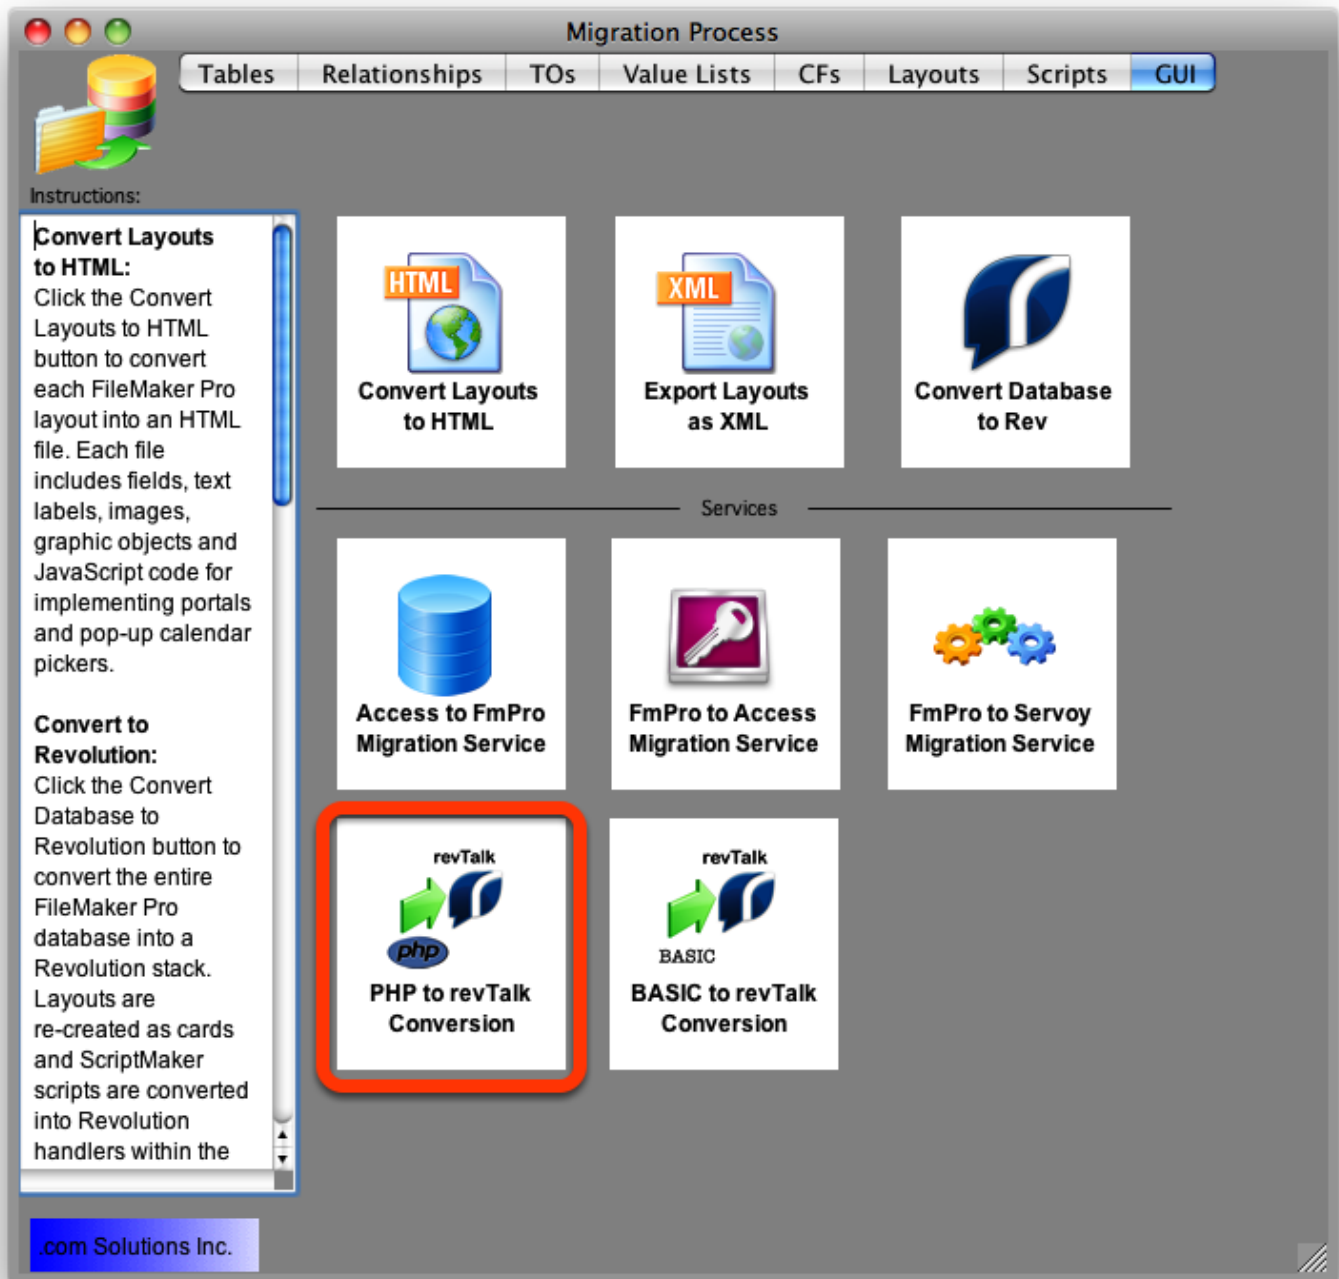 Migration Process
Tables Relationships TOs Value Lists CFs Layouts Scripts GUI
Instructions:
Convert Layouts
to HTML:
Click the Convert
Layouts to HTML
button to convert
each FileMaker Pro
layout into an HTML
file. Each file
includes fields, text
labels, images,
graphic objects and
JavaScript code for
implementing portals
and pop-up calendar
pickers.
Convert to
Revolution:
Click the Convert
Database to
Revolution button to
convert the entire
FileMaker Pro
database into a
Revolution stack.
Layouts are
re-created as cards
and ScriptMaker
scripts are converted
into Revolution
handlers within the
HTML
Convert Layouts
to HTML
XML
Export Layouts
as XML
Convert Database
to Rev
Services
Access to FmPro
Migration Service
FmPro to Access
Migration Service
FmPro to Servoy
Migration Service
revTalk
php
PHP to revTalk
Conversion
revTalk
BASIC
BASIC to revTalk
Conversion
.com Solutions Inc.